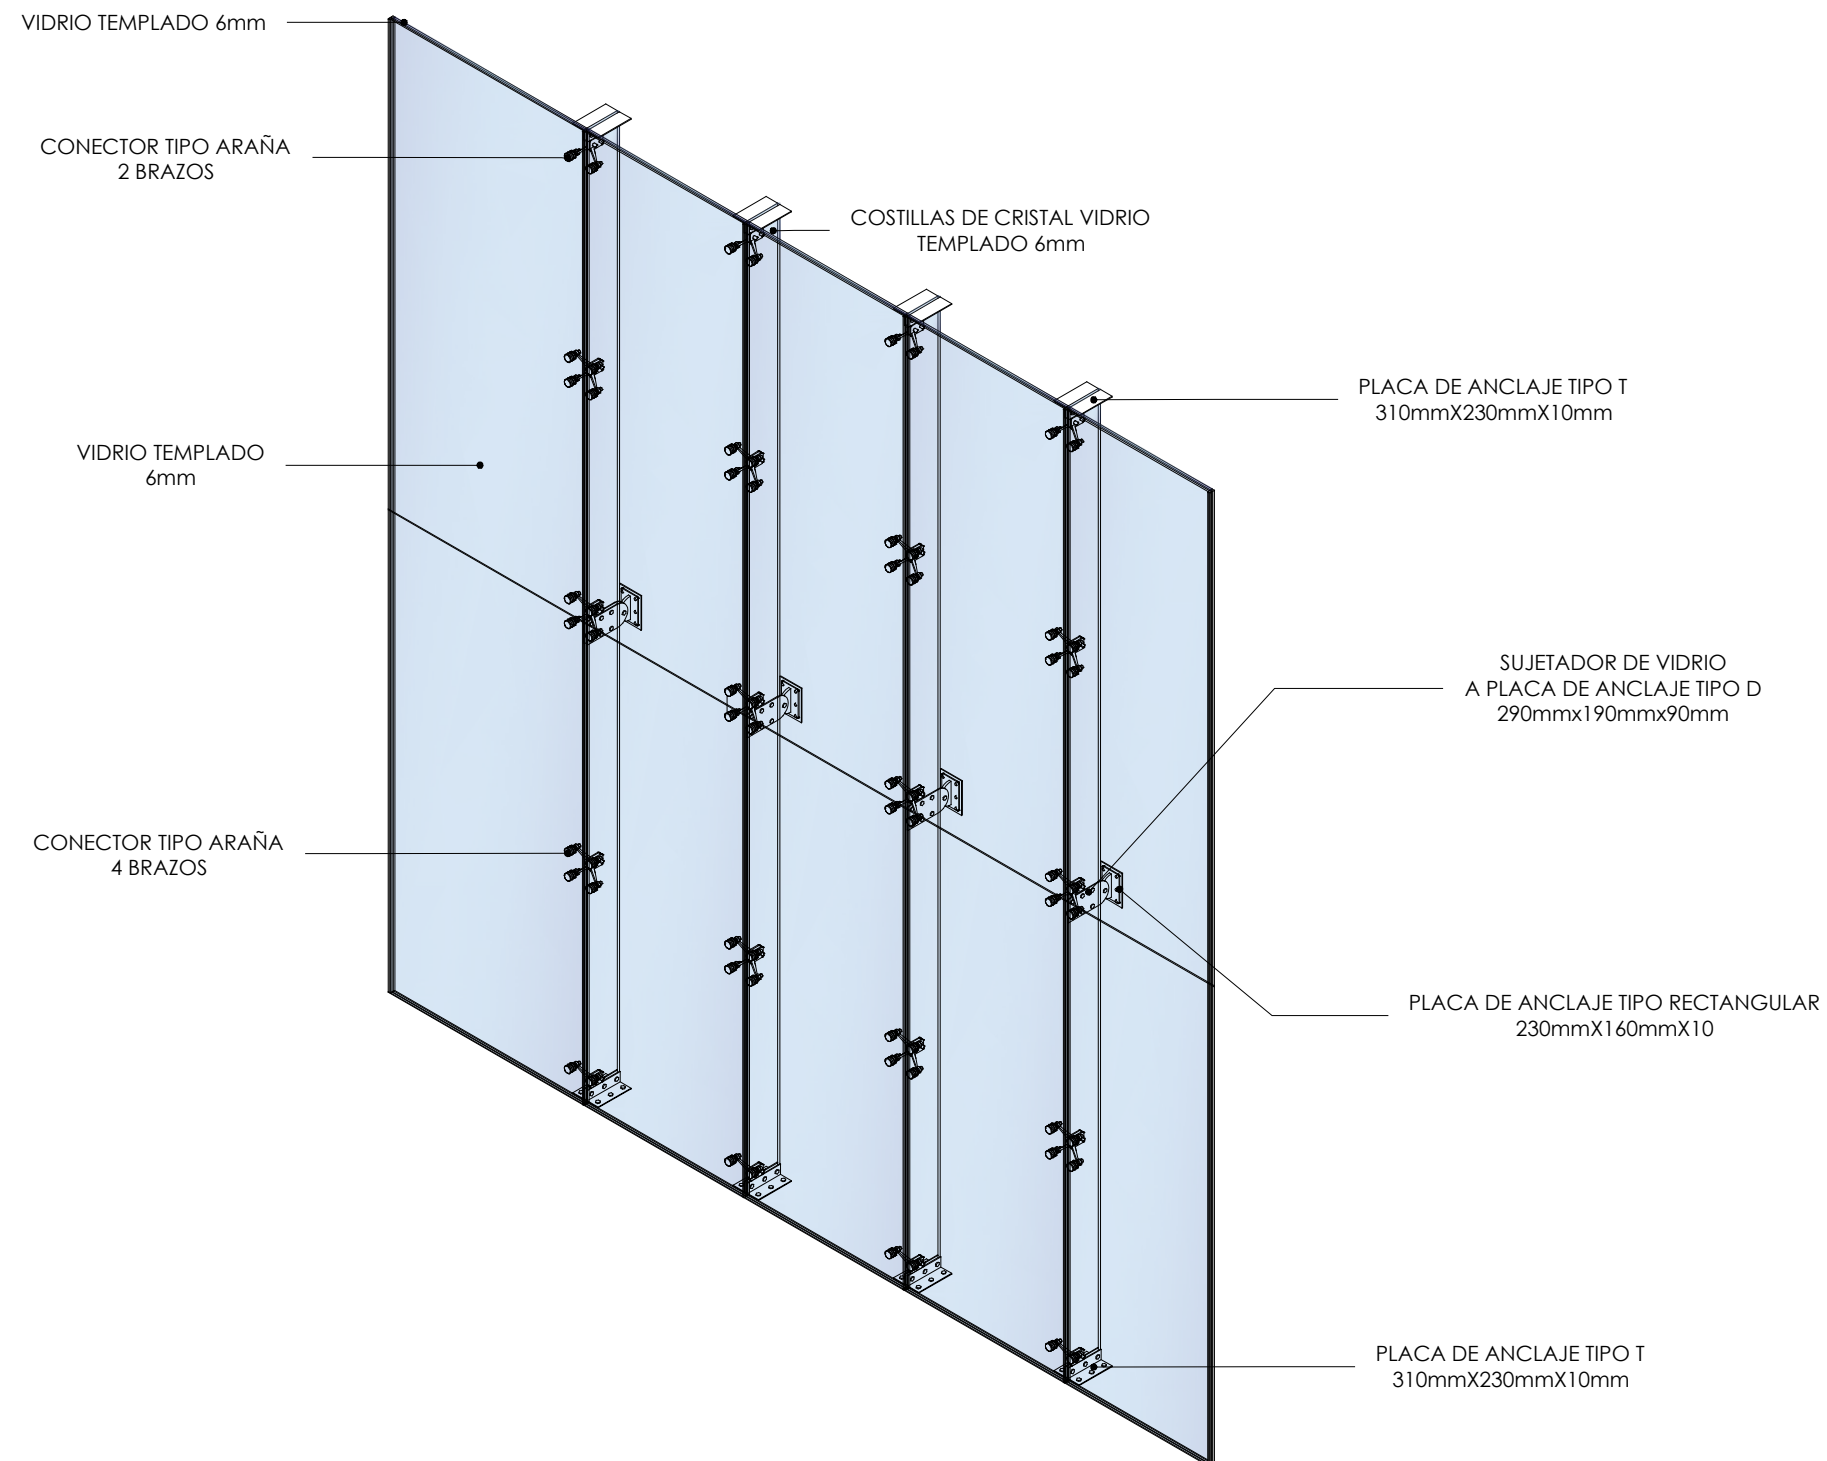 VIDRIO TEMPLADO 6mm
CONECTOR TIPO ARAÑA
2 BRAZOS
COSTILLAS DE CRISTAL VIDRIO
TEMPLADO 6mm
PLACA DE ANCLAJE TIPO T
310mmX230mmX10mm
VIDRIO TEMPLADO
6mm
SUJETADOR DE VIDRIO
A PLACA DE ANCLAJE TIPO D
290mmx190mmx90mm
CONECTOR TIPO ARAÑA
4 BRAZOS
PLACA DE ANCLAJE TIPO RECTANGULAR
230mmX160mmX10
PLACA DE ANCLAJE TIPO T
310mmX230mmX10mm